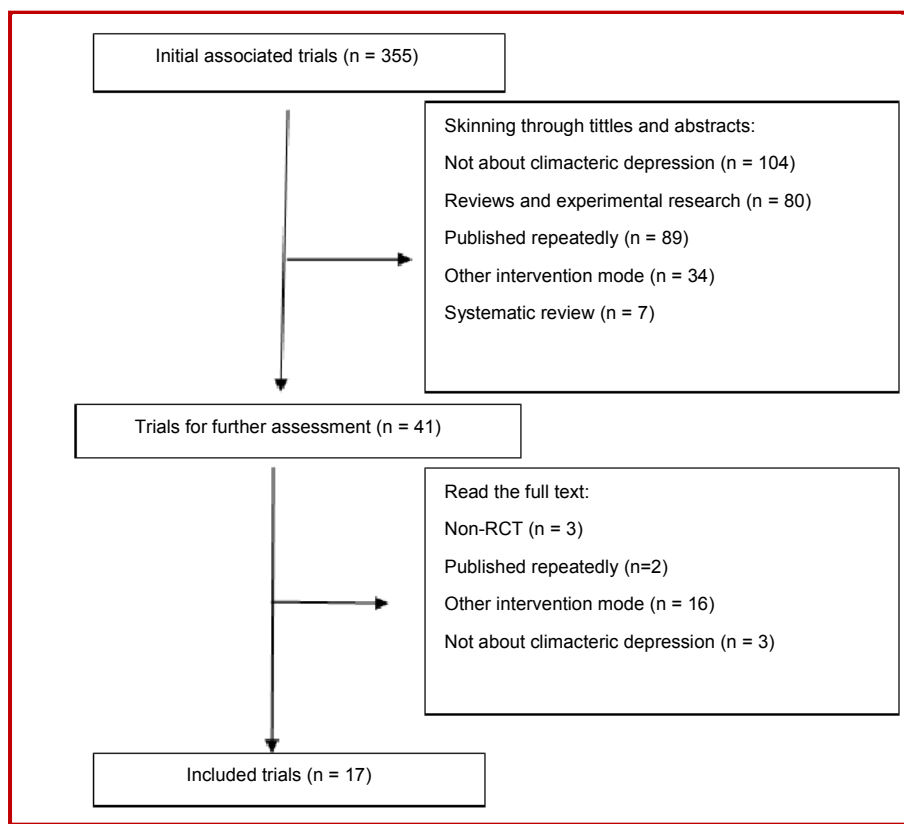 Initial associated trials (n = 355)
Skinning through tittles and abstracts:
Not about climacteric depression (n = 104)
Reviews and experimental research (n = 80)
Published repeatedly (n = 89)
Other intervention mode (n = 34)
Systematic review (n = 7)
Trials for further assessment (n = 41)
Read the full text:
Non-RCT (n = 3)
Published repeatedly (n=2)
Other intervention mode (n = 16)
Not about climacteric depression (n = 3)
Included trials (n = 17)